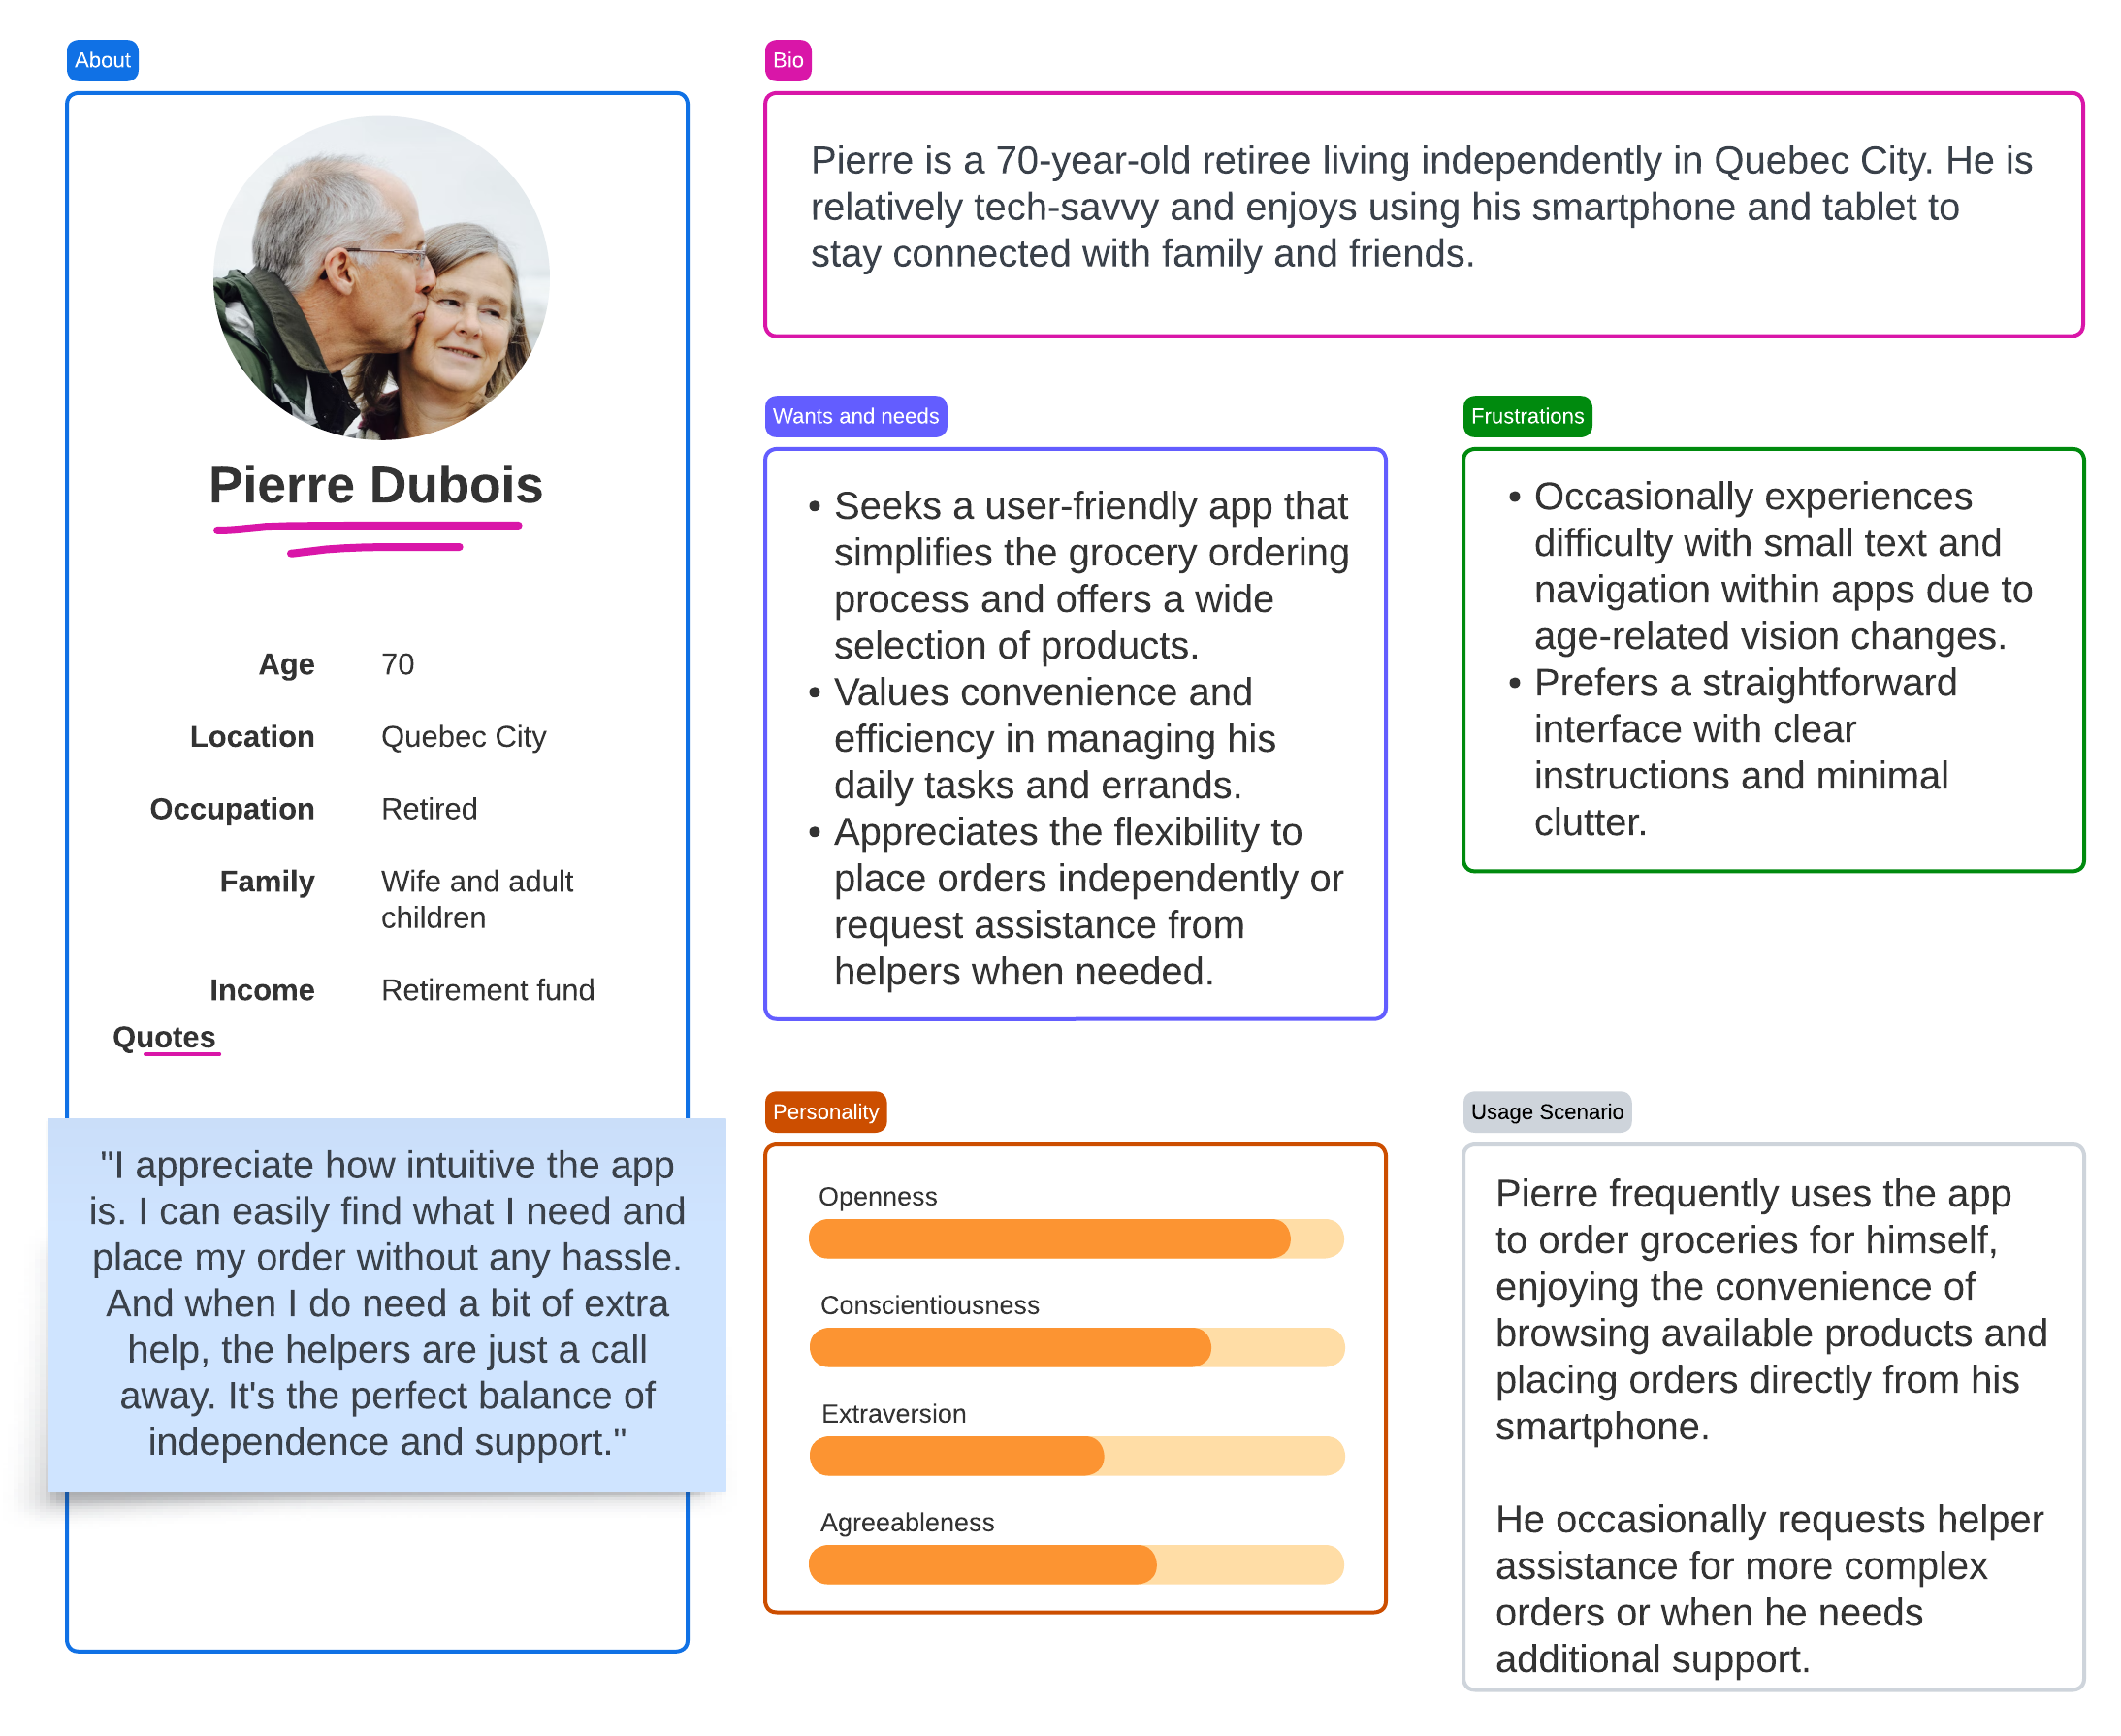 About
Pierre Dubois
Age 70
Location Quebec City
Occupation Retired
Family Wife and adult
children
Income Retirement fund
Quotes
"I appreciate how intuitive the app
is. I can easily find what I need and
place my order without any hassle.
And when I do need a bit of extra
help, the helpers are just a call
away. It's the perfect balance of
independence and support."
Bio
Pierre is a 70-year-old retiree living independently in Quebec City. He is
relatively tech-savvy and enjoys using his smartphone and tablet to
stay connected with family and friends.
Wants and needs
• Seeks a user-friendly app that
simplifies the grocery ordering
process and offers a wide
selection of products.
• Values convenience and
efficiency in managing his
daily tasks and errands.
• Appreciates the flexibility to
place orders independently or
request assistance from
helpers when needed.
Frustrations
• Occasionally experiences
difficulty with small text and
navigation within apps due to
age-related vision changes.
• Prefers a straightforward
interface with clear
instructions and minimal
clutter.
Personality
Openness
Conscientiousness
Extraversion
Agreeableness
Usage Scenario
Pierre frequently uses the app
to order groceries for himself,
enjoying the convenience of
browsing available products and
placing orders directly from his
smartphone.
He occasionally requests helper
assistance for more complex
orders or when he needs
additional support.